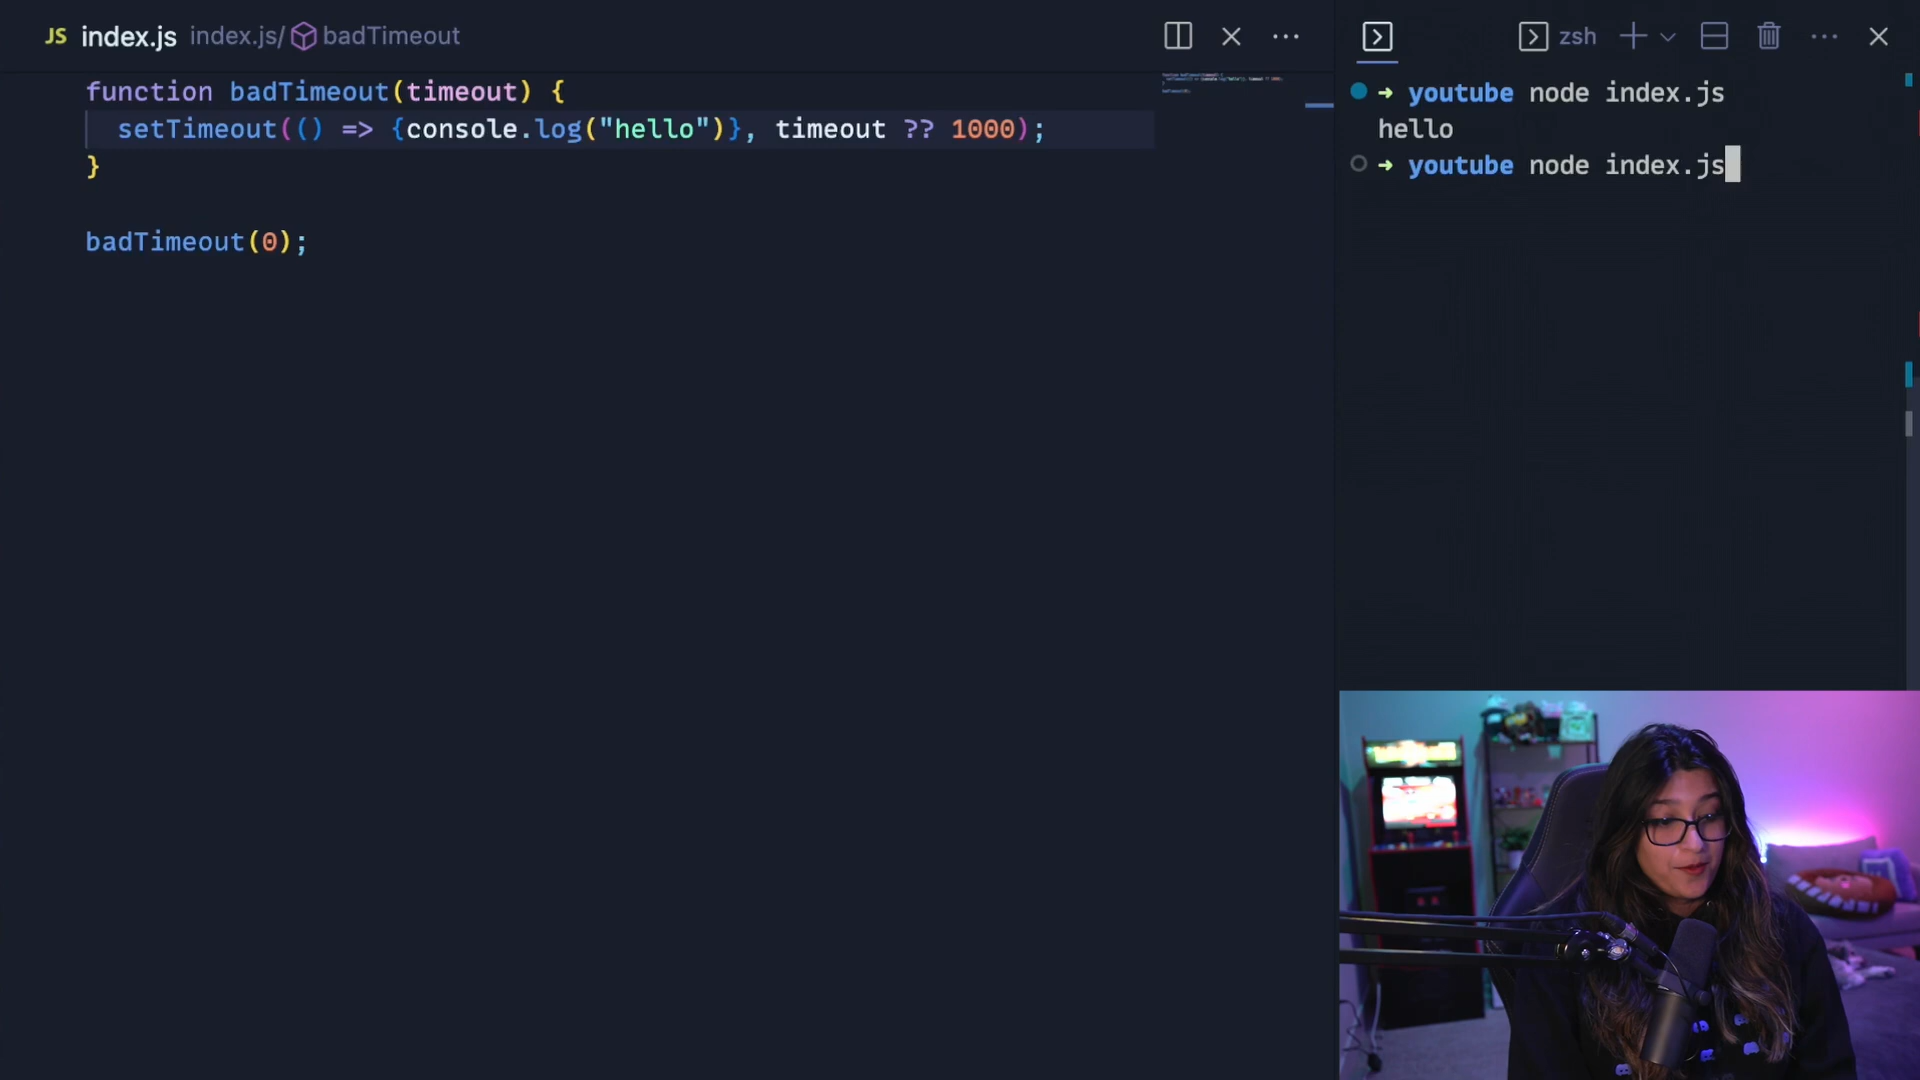 JS index.js index.js/ badTimeout
function badTimeout(timeout) {
setTimeout(() => {console.log("hello")}, timeout ?? 1000);
}
badTimeout(0);
zsh
➜ youtube node index.js
hello
➜ youtube node index.js